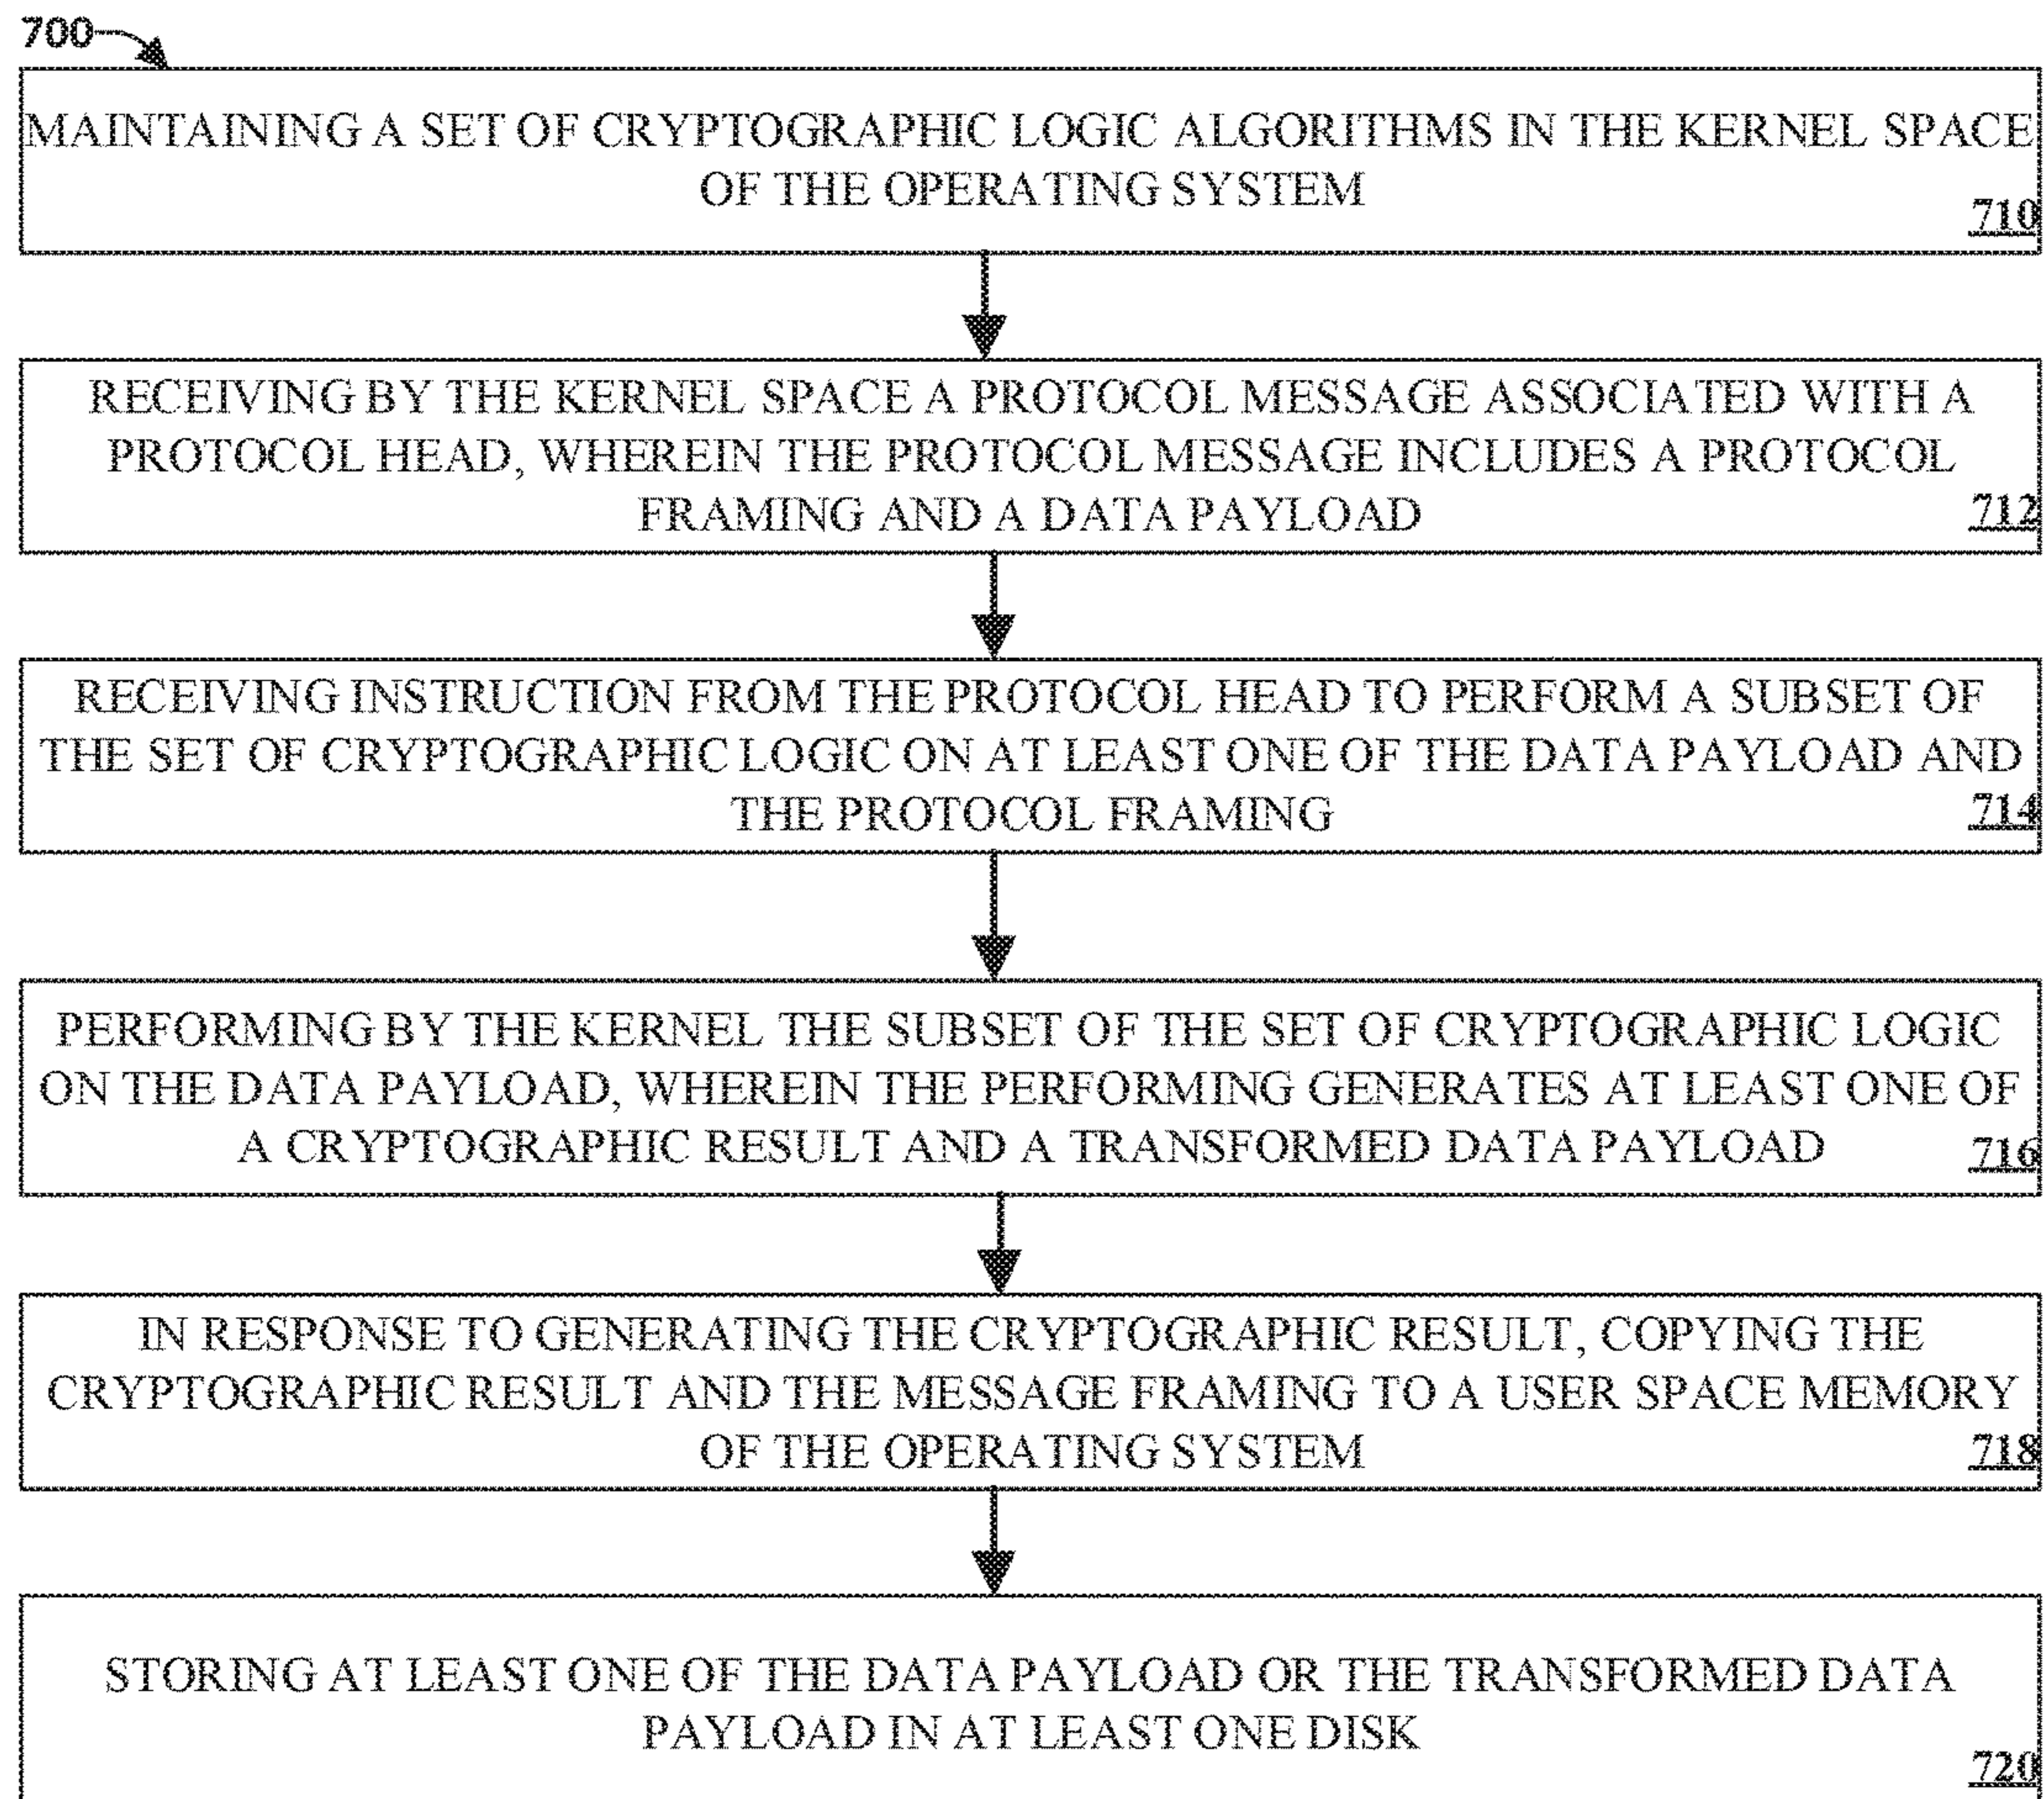 700
MAINTAINING A SET OF CRYPTOGRAPHIC LOGIC ALGORITHMS IN THE KERNEL SPACE
OF THE OPERATING SYSTEM
710
RECEIVING BY THE KERNEL SPACE A PROTOCOL MESSAGE ASSOCIATED WITH A
PROTOCOL HEAD, WHEREIN THE PROTOCOL MESSAGE INCLUDES A PROTOCOL
FRAMING AND A DATA PAYLOAD
712
RECEIVING INSTRUCTION FROM THE PROTOCOL HEAD TO PERFORM A SUBSET OF
THE SET OF CRYPTOGRAPHIC LOGIC ON AT LEAST ONE OF THE DATA PAYLOAD AND
THE PROTOCOL FRAMING
714
PERFORMING BY THE KERNEL THE SUBSET OF THE SET OF CRYPTOGRAPHIC LOGIC
ON THE DATA PAYLOAD, WHEREIN THE PERFORMING GENERATES AT LEAST ONE OF
A CRYPTOGRAPHIC RESULT AND A TRANSFORMED DATA PAYLOAD
716
IN RESPONSE TO GENERATING THE CRYPTOGRAPHIC RESULT, COPYING THE
CRYPTOGRAPHIC RESULT AND THE MESSAGE FRAMING TO A USER SPACE MEMORY
OF THE OPERATING SYSTEM
718
STORING AT LEAST ONE OF THE DATA PAYLOAD OR THE TRANSFORMED DATA
PAYLOAD IN AT LEAST ONE DISK
720